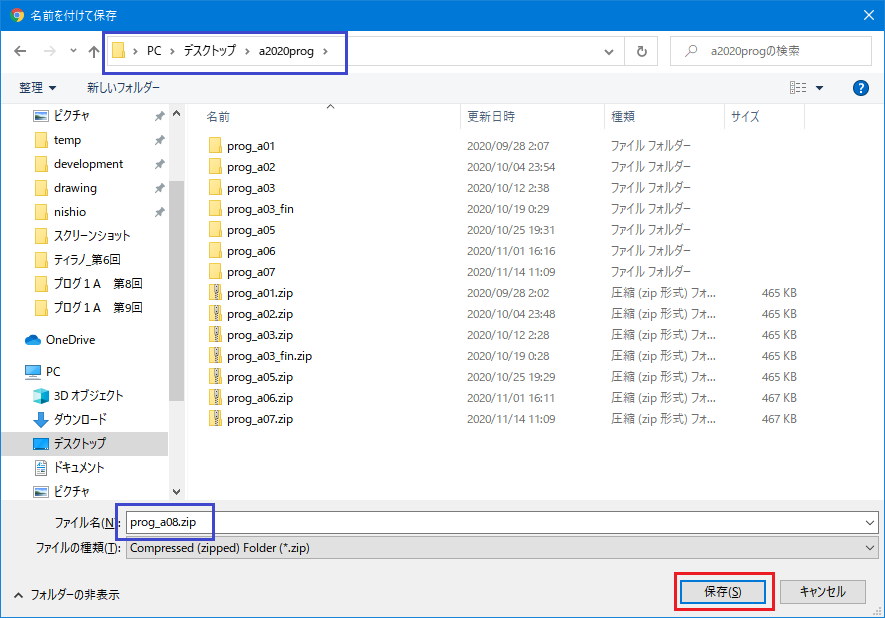 名前を付けて保存
PC > デスクトップ > a2020prog >
a2020progの検索
整理 新しいフォルダー
ピクチャ
temp
development
drawing
nishio
スクリーンショット
ティラノ_第6回
プログ１A　第8回
プログ１A　第9回
OneDrive
PC
3D オブジェクト
ダウンロード
デスクトップ
ドキュメント
ピクチャ
名前 更新日時 種類 サイズ
prog_a01 2020/09/28 2:07 ファイル フォルダー
prog_a02 2020/10/04 23:54 ファイル フォルダー
prog_a03 2020/10/12 2:38 ファイル フォルダー
prog_a03_fin 2020/10/19 0:29 ファイル フォルダー
prog_a05 2020/10/25 19:31 ファイル フォルダー
prog_a06 2020/11/01 16:16 ファイル フォルダー
prog_a07 2020/11/14 11:09 ファイル フォルダー
prog_a01.zip 2020/09/28 2:02 圧縮 (zip 形式) フォ... 465 KB
prog_a02.zip 2020/10/04 23:48 圧縮 (zip 形式) フォ... 465 KB
prog_a03.zip 2020/10/12 2:28 圧縮 (zip 形式) フォ... 465 KB
prog_a03_fin.zip 2020/10/19 0:28 圧縮 (zip 形式) フォ... 465 KB
prog_a05.zip 2020/10/25 19:29 圧縮 (zip 形式) フォ... 465 KB
prog_a06.zip 2020/11/01 16:11 圧縮 (zip 形式) フォ... 467 KB
prog_a07.zip 2020/11/14 11:09 圧縮 (zip 形式) フォ... 467 KB
ファイル名(N): prog_a08.zip
ファイルの種類(T): Compressed (zipped) Folder (*.zip)
フォルダーの非表示
保存(S) キャンセル